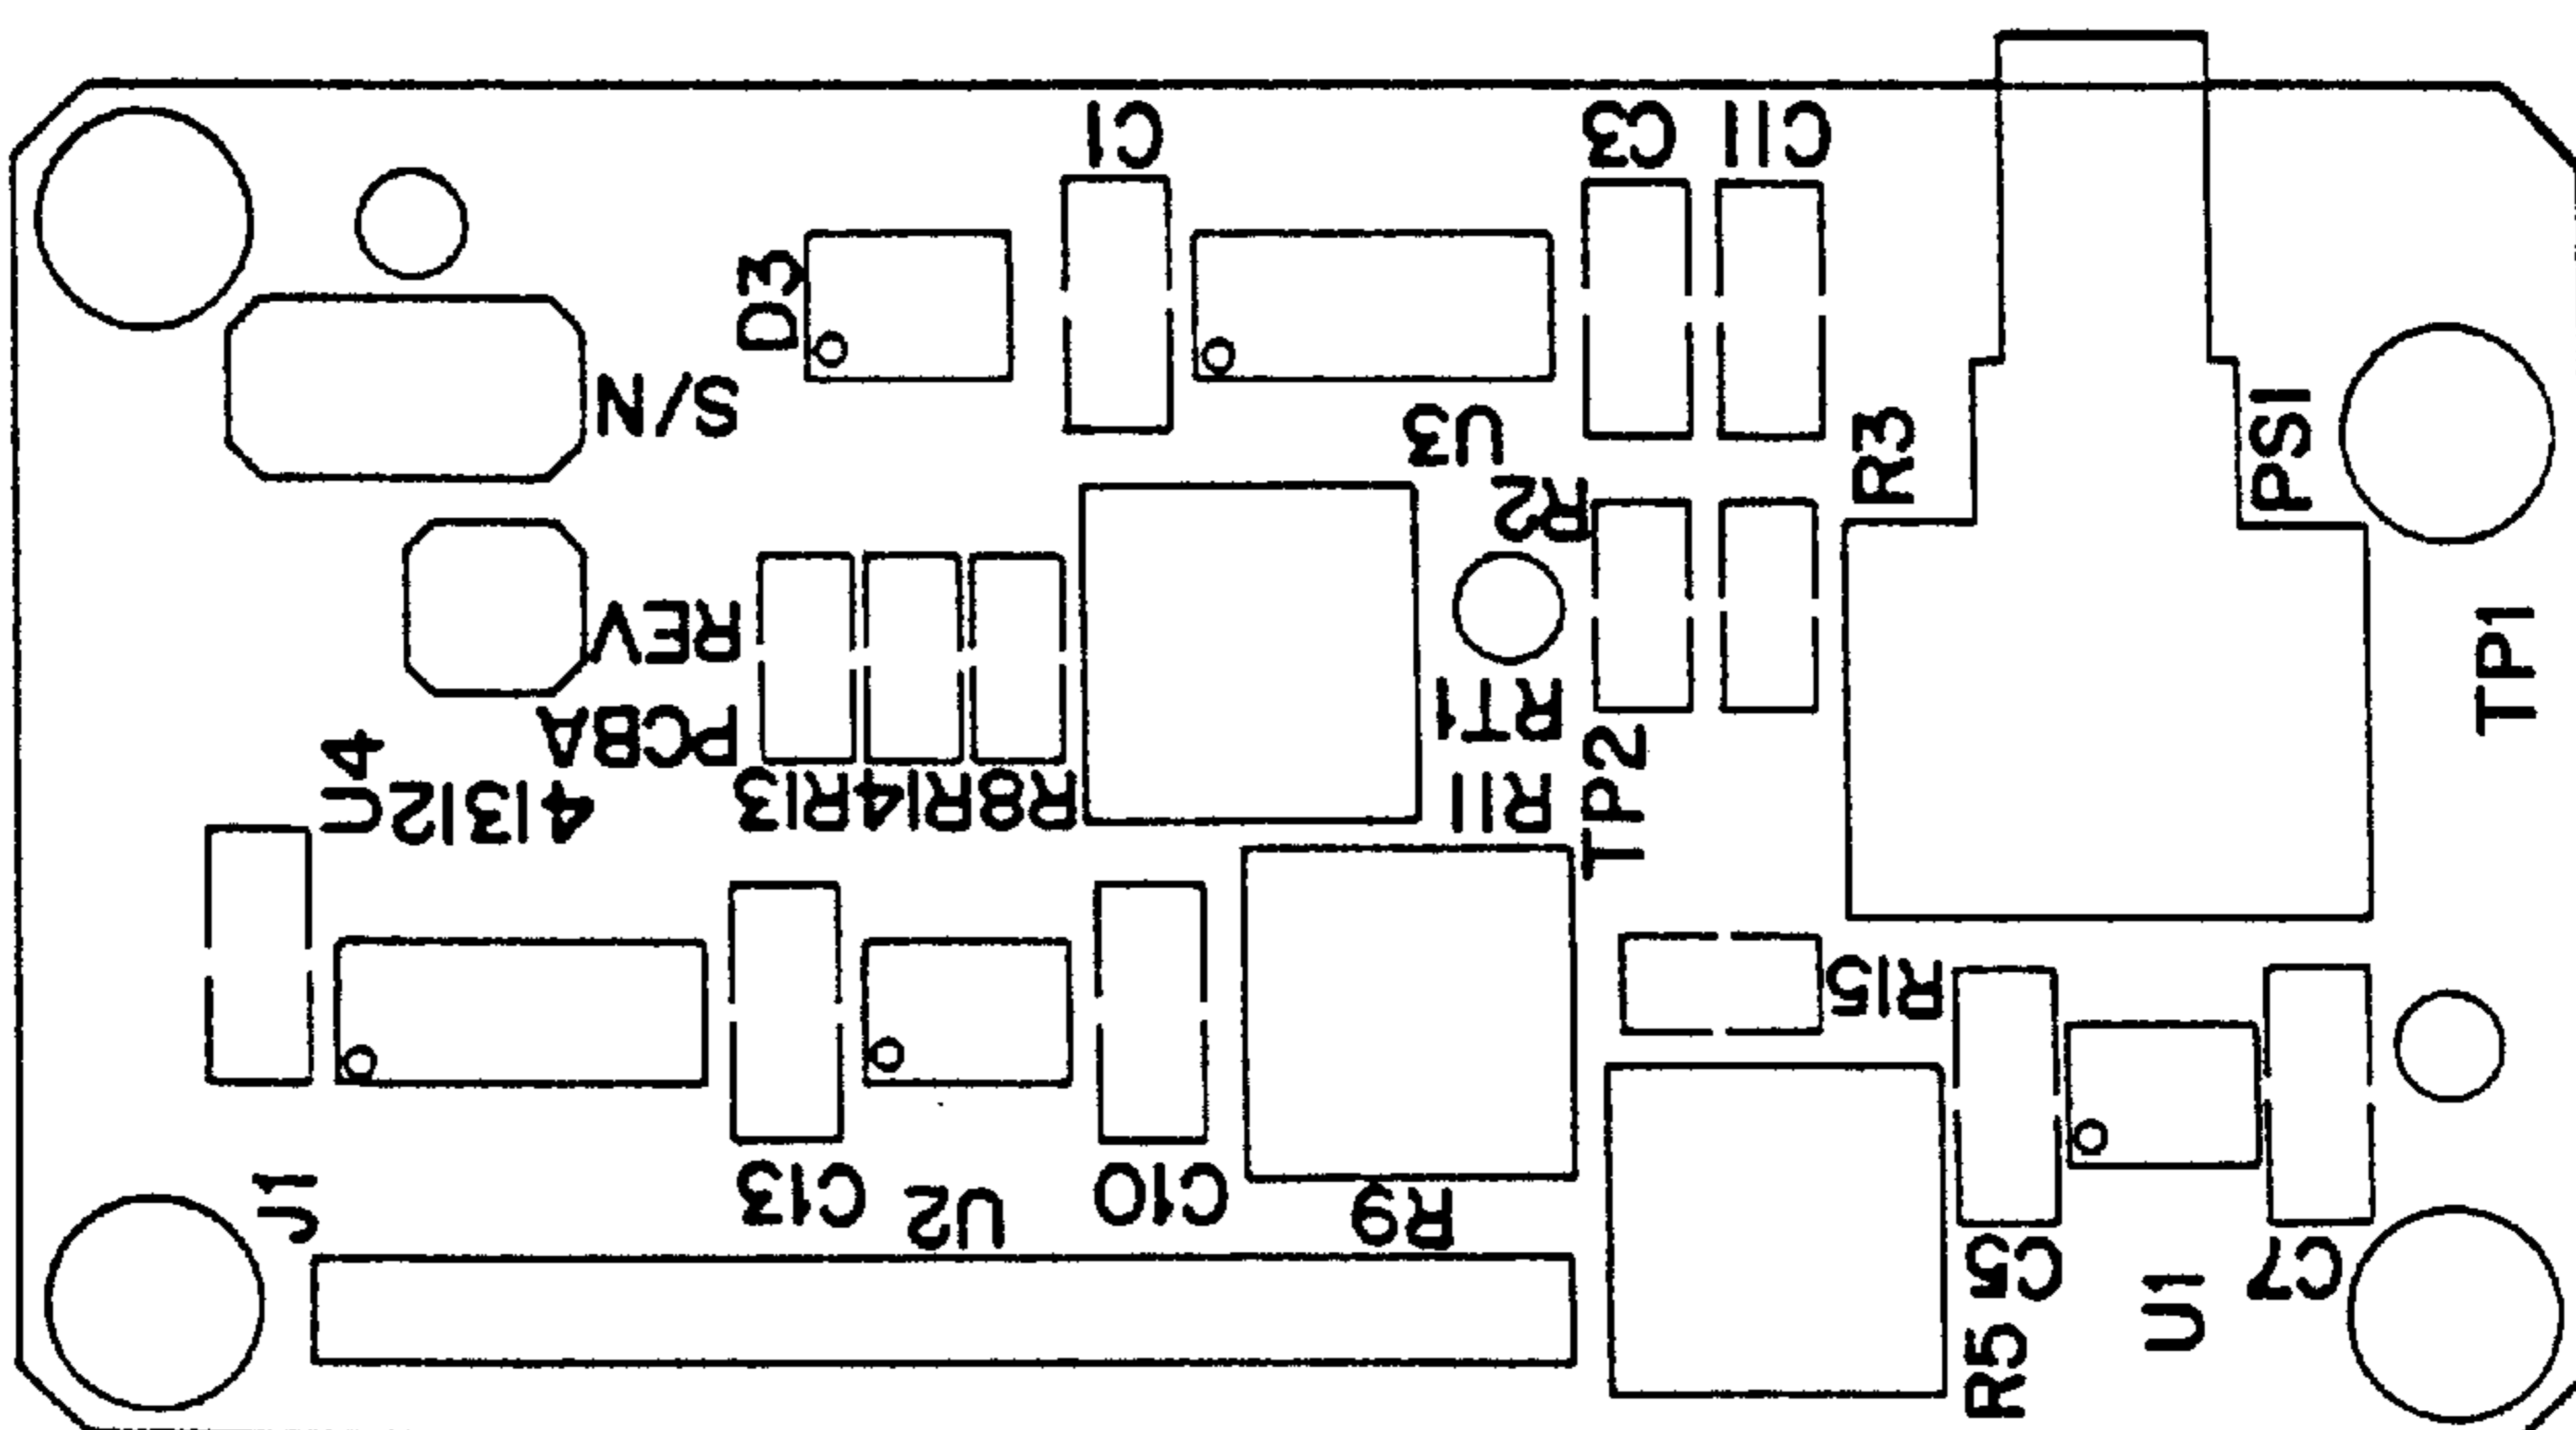 C1
C3
C11
D3
S/N
U3
R3
PS1
R2
REV
TP1
RT1
PCBA
U4
41312
R13
R14
R8
R11
TP2
R15
J1
C13
U2
C10
R9
C5
U1
C7
R5